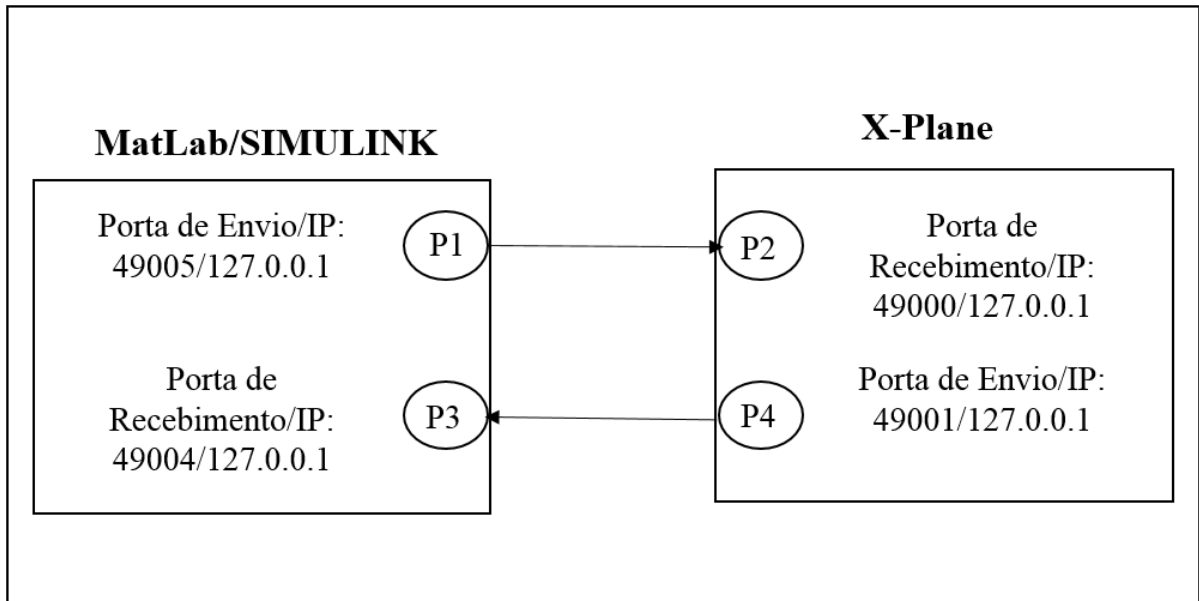 MatLab/SIMULINK
Porta de Envio/IP:
49005/127.0.0.1
P1
Porta de
Recebimento/IP:
49004/127.0.0.1
P3
X-Plane
P2
Porta de
Recebimento/IP:
49000/127.0.0.1
P4
Porta de Envio/IP:
49001/127.0.0.1